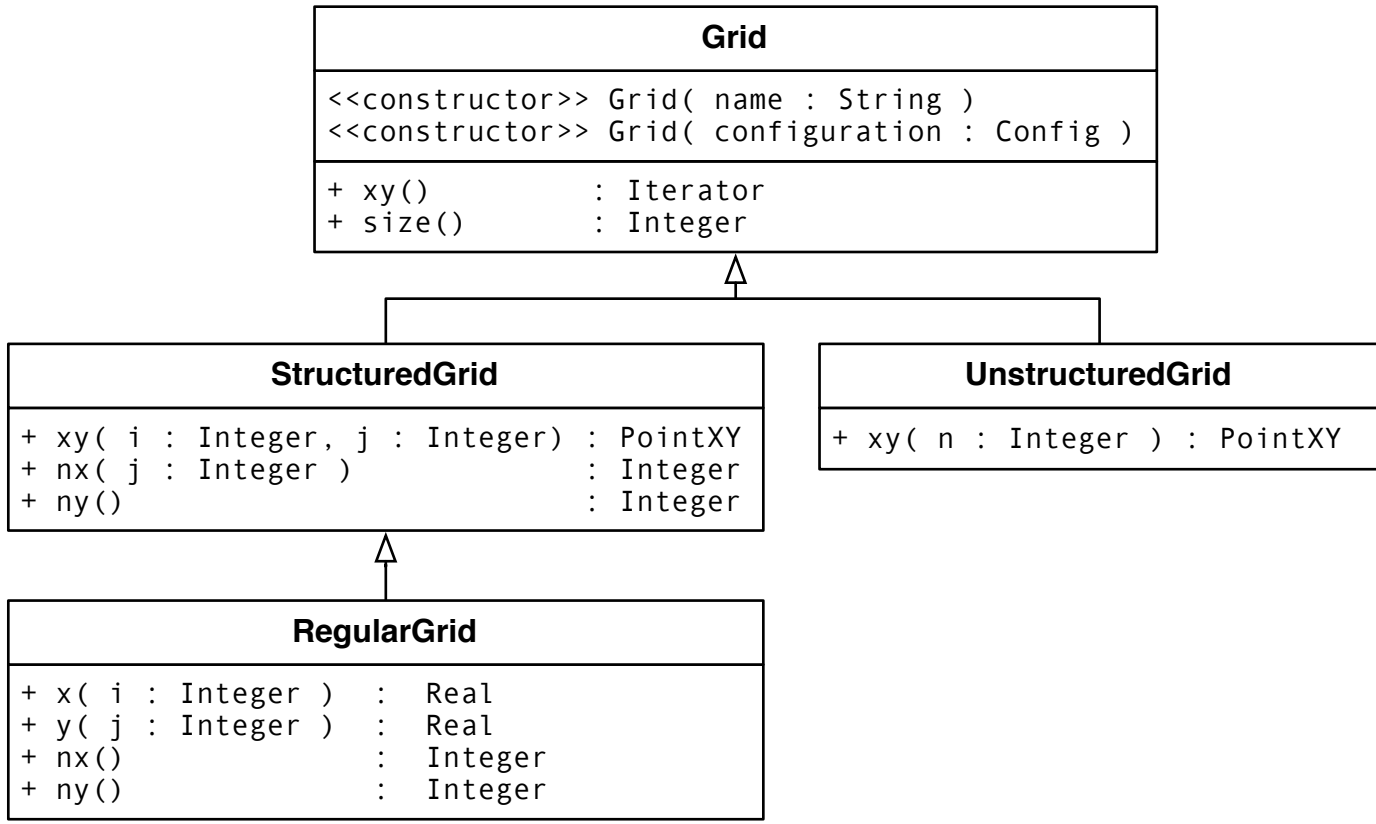 Grid
<<constructor>> Grid( name : String )
<<constructor>> Grid( configuration : Config )
+ xy() : Iterator
+ size() : Integer
StructuredGrid
+ xy( i : Integer, j : Integer) : PointXY
+ nx( j : Integer ) : Integer
+ ny() : Integer
UnstructuredGrid
+ xy( n : Integer ) : PointXY
RegularGrid
+ x( i : Integer ) : Real
+ y( j : Integer ) : Real
+ nx() : Integer
+ ny() : Integer